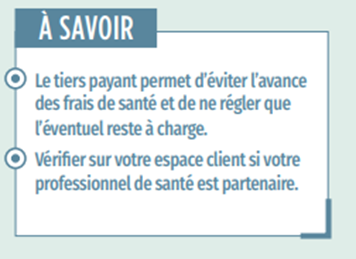 À SAVOIR
Le tiers payant permet d'éviter l'avance
des frais de santé et de ne régler que
l'éventuel reste à charge.
Vérifier sur votre espace client si votre
professionnel de santé est partenaire.